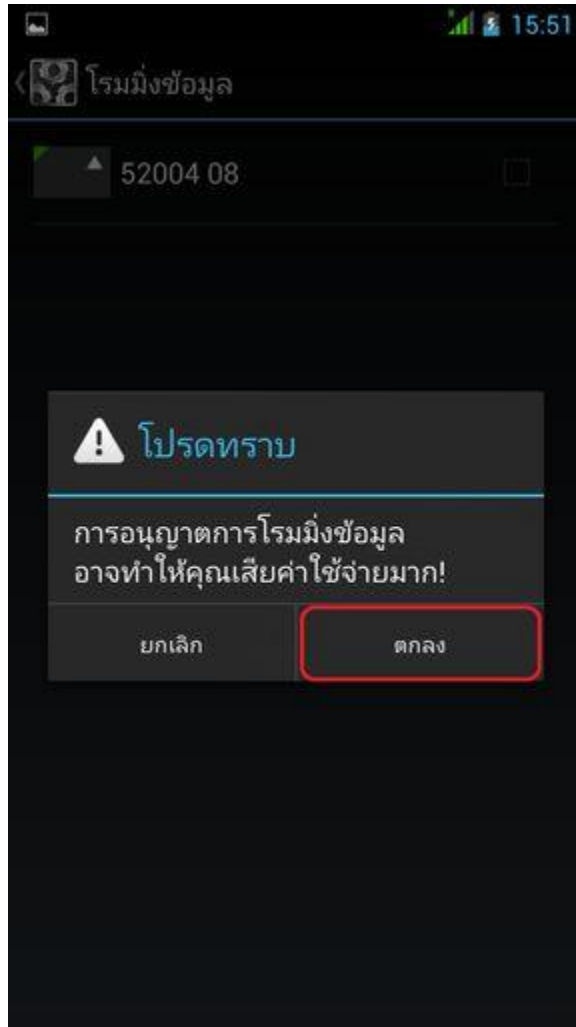 15:51
โรมมิ่งข้อมูล
52004 08
โปรดทราบ
การอนุญาตการโรมมิ่งข้อมูล
อาจทำให้คุณเสียค่าใช้จ่ายมาก!
ยกเลิก
ตกลง